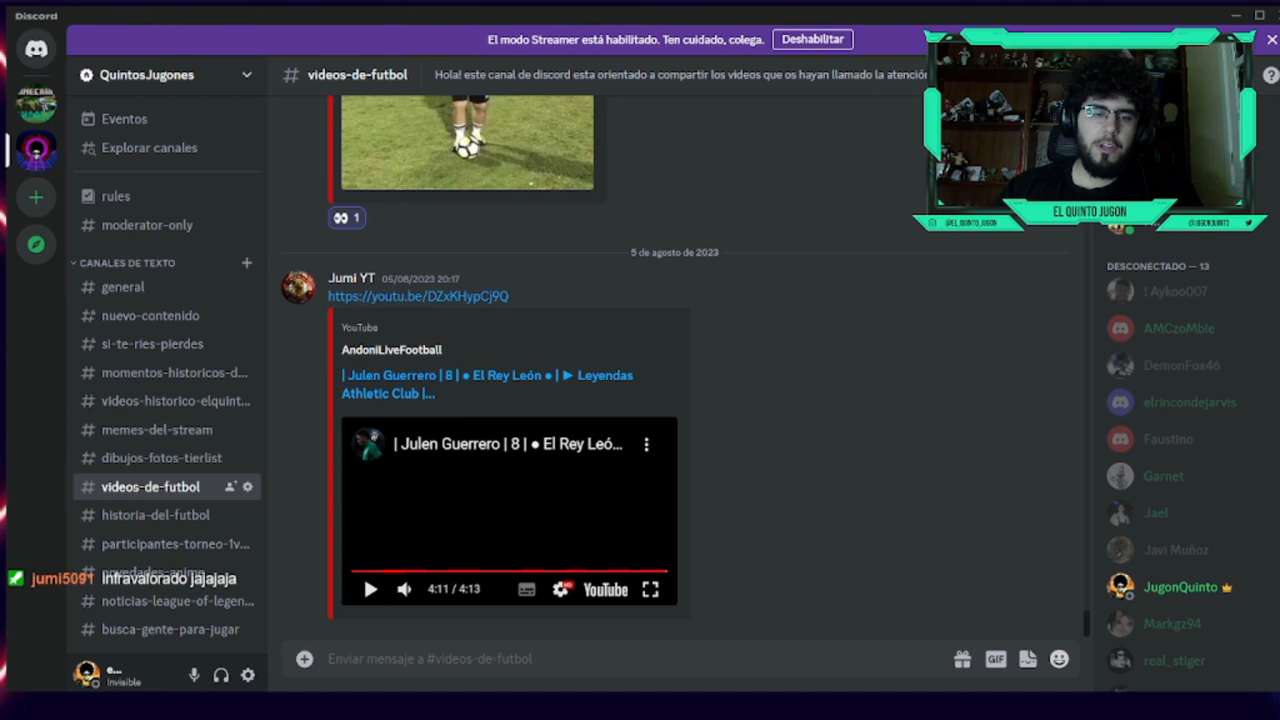 Discord
El modo Streamer está habilitado. Ten cuidado, colega.
Deshabilitar
QuintosJugones
videos-de-futbol
Hola! este canal de discord esta orientado a compartir los videos que os hayan llamado la atención
Eventos
Explorar canales
rules
moderator-only
CANALES DE TEXTO
general
nuevo-contenido
si-te-ries-pierdes
momentos-historicos-d...
videos-historico-elquint...
memes-del-stream
dibujos-fotos-tierlist
videos-de-futbol
historia-del-futbol
participantes-torneo-1v...
jumi5091 infravalorado jajajaja
noticias-league-of-legen...
busca-gente-para-jugar
e...
Invisible
1
5 de agosto de 2023
Jumi YT 05/08/2023 20:17
https://youtu.be/DZxKHypCj9Q
YouTube
AndoniLiveFootball
| Julen Guerrero | 8 | ● El Rey León ● | ► Leyendas
Athletic Club |...
| Julen Guerrero | 8 | ● El Rey Leó...
4:11 / 4:13
HD
YouTube
Enviar mensaje a #videos-de-futbol
GIF
EL QUINTO JUGON
@EL_QUINTO_JUGON
@JUGONQUINTO
DESCONECTADO — 13
! Aykoo007
AMCzoMbie
DemonFox46
elrincondejarvis
Faustino
Garnet
Jael
Javi Muñoz
JugonQuinto
Markgz94
real_stiger